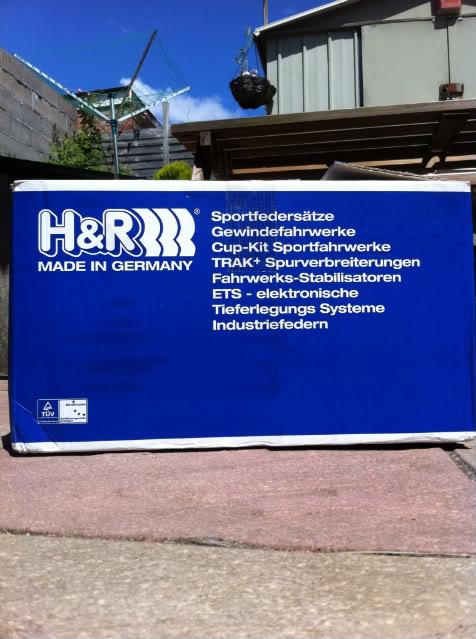 H&R®
MADE IN GERMANY
Sportfedersätze
Gewindefahrwerke
Cup-Kit Sportfahrwerke
TRAK+ Spurverbreiterungen
Fahrwerks-Stabilisatoren
ETS - elektronische
Tieferlegungs Systeme
Industriefedern
TÜV